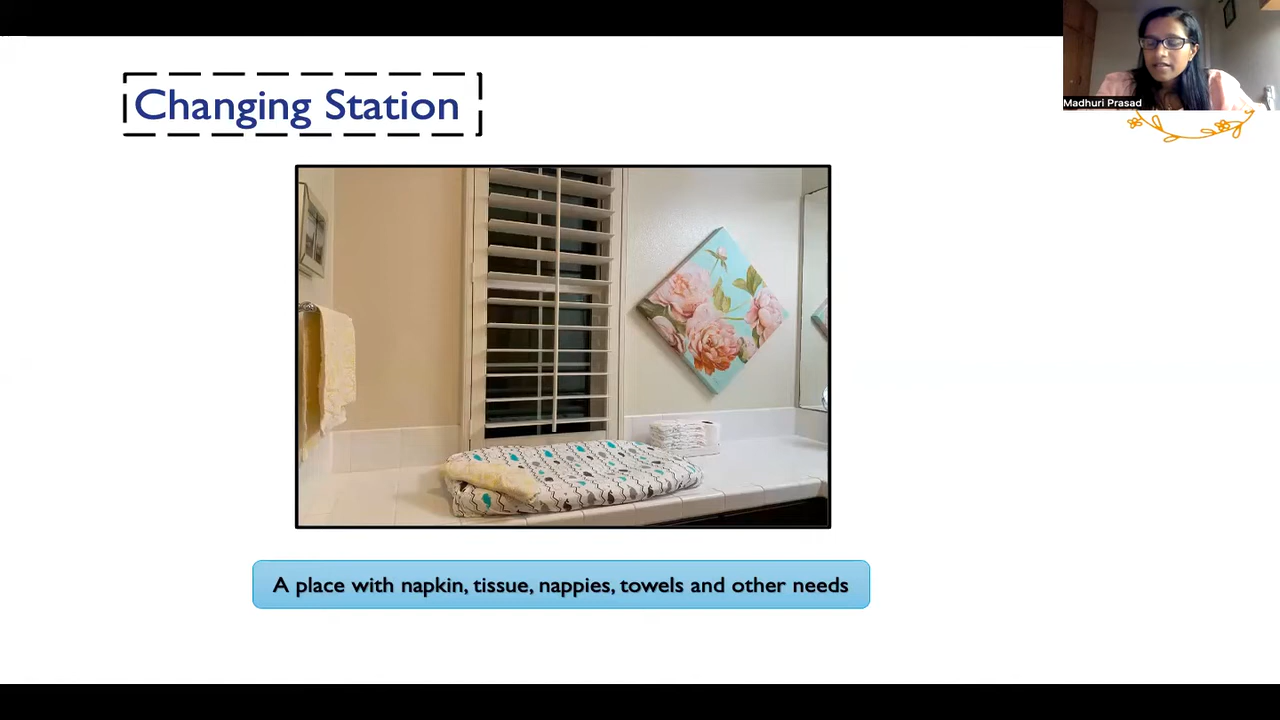 Changing Station
Madhuri Prasad
A place with napkin, tissue, nappies, towels and other needs